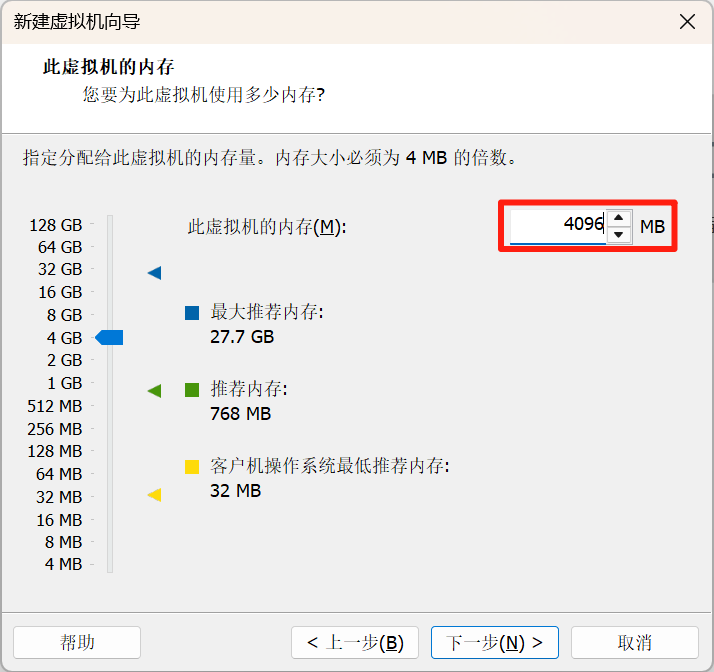 新建虚拟机向导
此虚拟机的内存
您要为此虚拟机使用多少内存?
指定分配给此虚拟机的内存量。内存大小必须为 4 MB 的倍数。
128 GB
64 GB
32 GB
16 GB
8 GB
4 GB
2 GB
1 GB
512 MB
256 MB
128 MB
64 MB
32 MB
16 MB
8 MB
4 MB
此虚拟机的内存(M):
4096 MB
最大推荐内存:
27.7 GB
推荐内存:
768 MB
客户机操作系统最低推荐内存:
32 MB
帮助
< 上一步(B)
下一步(N) >
取消